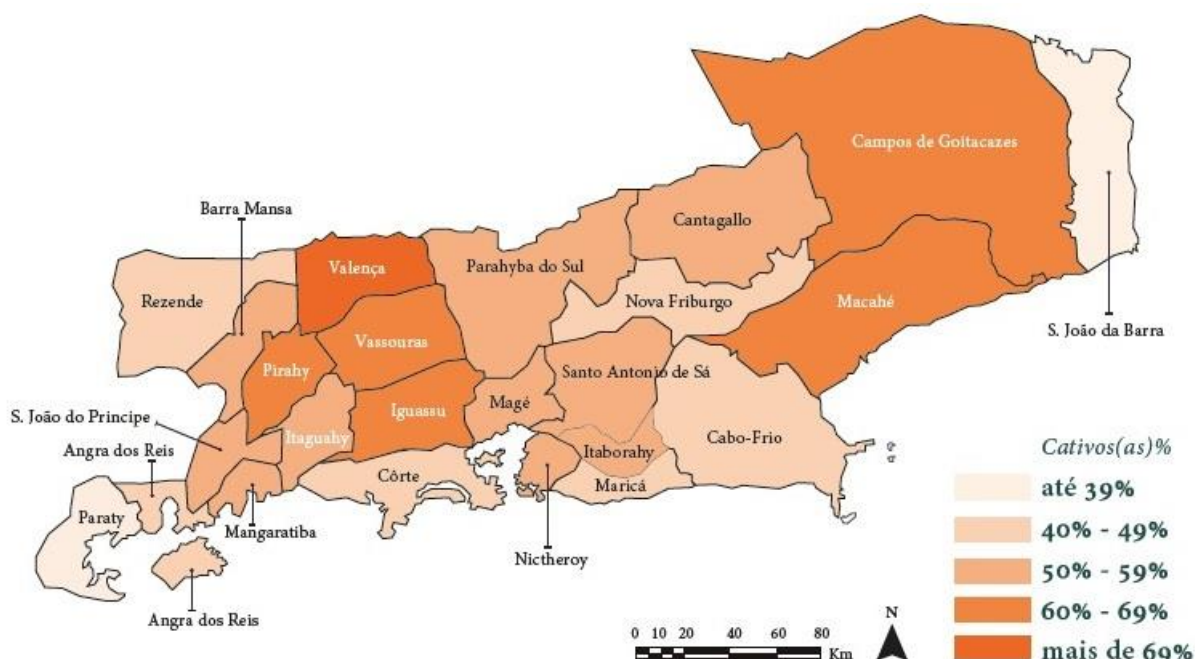 Campos de Goitacazes
Barra Mansa
Cantagallo
Valença
Parahyba do Sul
Rezende
Nova Friburgo
Macahé
S. João da Barra
Vassouras
Pirahy
Santo Antonio de Sá
Iguassu
Magé
S. João do Principe
Itaguahy
Cabo-Frio
Angra dos Reis
Itaborahy
Côrte
Maricá
Paraty
Mangaratiba
Nictheroy
Angra dos Reis
Cativos(as)%
até 39%
40% - 49%
50% - 59%
60% - 69%
mais de 69%
N
0 10 20 40 60 80
Km